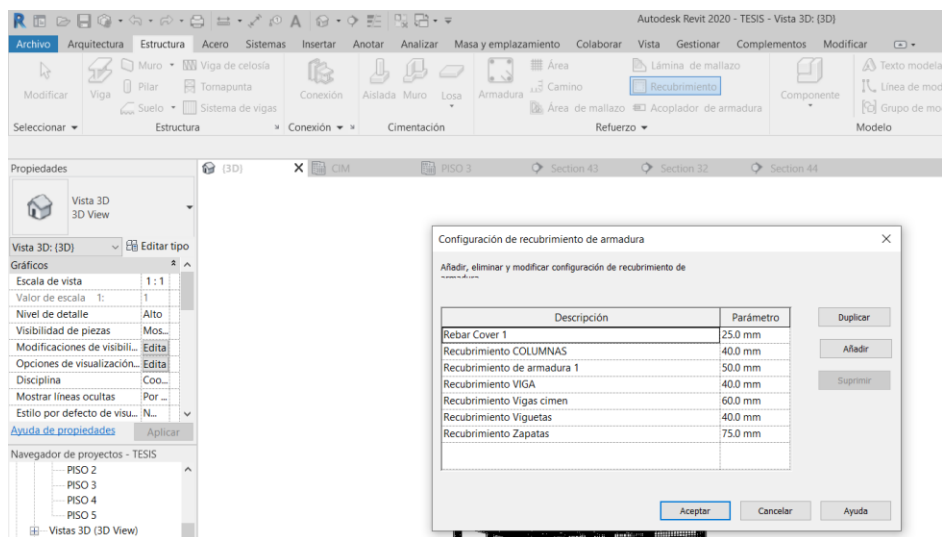 Autodesk Revit 2020 - TESIS - Vista 3D: {3D}
Archivo Arquitectura Estructura Acero Sistemas Insertar Anotar Analizar Masa y emplazamiento Colaborar Vista Gestionar Complementos Modificar
Muro Viga de celosía Área Lámina de mallazo Texto modela
Pilar Tornapunta Camino Recubrimiento Línea de mod
Modificar Viga Conexión Aislada Muro Losa Armadura Componente
Suelo Sistema de vigas Área de mallazo Acoplador de armadura Grupo de mo
Seleccionar Estructura Conexión Cimentación Refuerzo Modelo
Propiedades
{3D} CIM PISO 3 Section 43 Section 32 Section 44
Vista 3D
3D View
Vista 3D: {3D} Editar tipo
Gráficos
Escala de vista 1 : 1
Valor de escala 1: 1
Nivel de detalle Alto
Visibilidad de piezas Mos...
Modificaciones de visibili... Edita
Opciones de visualización... Edita
Disciplina Coo...
Mostrar líneas ocultas Por ...
Estilo por defecto de visu... N...
Ayuda de propiedades Aplicar
Navegador de proyectos - TESIS
PISO 2
PISO 3
PISO 4
PISO 5
Vistas 3D (3D View)
Configuración de recubrimiento de armadura
Añadir, eliminar y modificar configuración de recubrimiento de
Descripción Parámetro
Rebar Cover 1 25.0 mm
Recubrimiento COLUMNAS 40.0 mm
Recubrimiento de armadura 1 50.0 mm
Recubrimiento VIGA 40.0 mm
Recubrimiento Vigas cimen 60.0 mm
Recubrimiento Viguetas 40.0 mm
Recubrimiento Zapatas 75.0 mm
Duplicar
Añadir
Suprimir
Aceptar Cancelar Ayuda